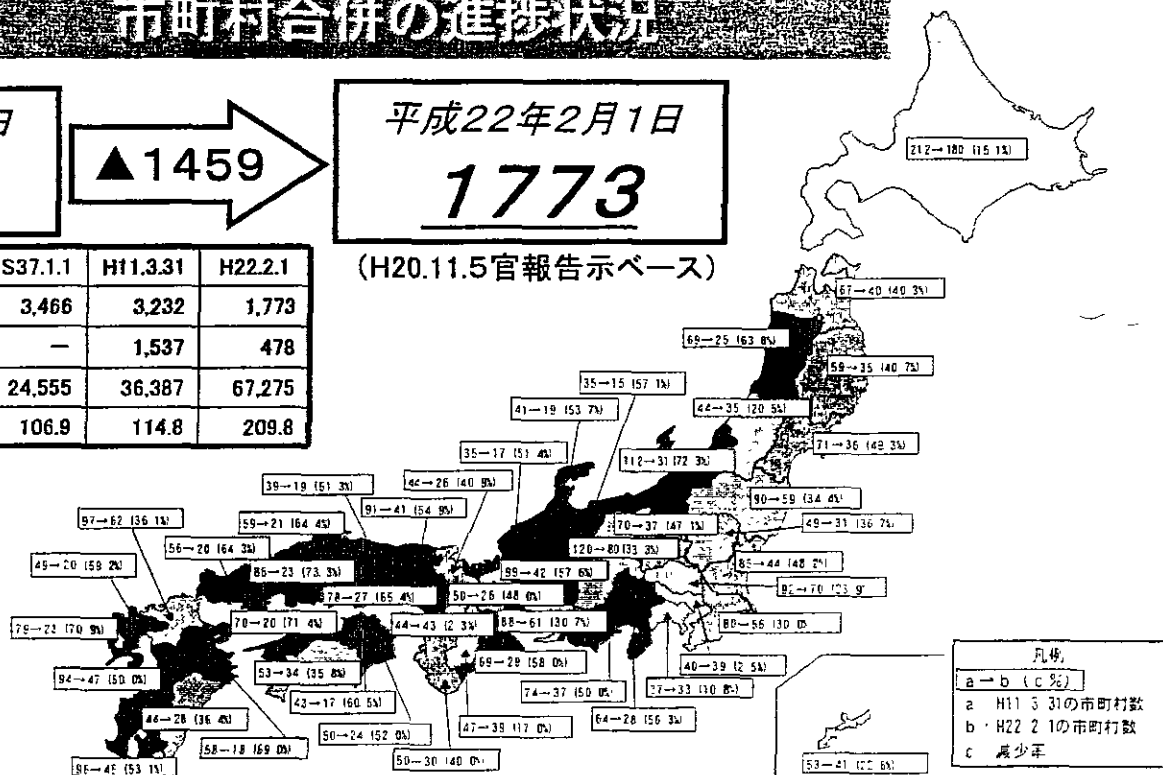 市町村合併の進捗状況
日
▲1459
平成22年2月1日
1773
(H20.11.5官報告示ベース)
S37.1.1 H11.3.31 H22.2.1
3,466 3,232 1,773
— 1,537 478
24,555 36,387 67,275
106.9 114.8 209.8
212→180 (15 1%)
67→40 (40 3%)
69→25 (63 8%)
59→35 (40 7%)
35→15 (57 1%)
41→19 (53 7%)
44→35 (20 5%)
71→36 (49 3%)
35→17 (51 4%)
112→31 (72 3%)
39→19 (51 3%)
44→26 (40 9%)
90→59 (34 4%)
91→41 (54 9%)
97→62 (36 1%)
59→21 (64 4%)
70→37 (47 1%)
49→31 (36 7%)
56→20 (64 3%)
120→80 (33 3%)
49→20 (59 2%)
86→23 (73.3%)
99→42 (57 6%)
85→44 (48 2%)
78→27 (65 4%)
50→26 (48 0%)
79→23 (70 9%)
70→20 (71 4%)
44→43 (2 3%)
88→61 (30 7%)
80→56 (30 0%
94→47 (50 0%)
53→34 (35 8%)
69→29 (58 0%)
40→39 (2 5%)
43→17 (60 5%)
74→37 (50 0%)
37→33 (10 8%)
44→28 (36 4%)
50→24 (52 0%)
47→39 (17 0%)
64→28 (56 3%)
58→18 (69 0%)
50→30 (40 0%)
96→45 (53 1%)
53→41 (22 6%)
凡例
a→b (c%)
a H11 3 31の市町村数
b・H22 2 1の市町村数
c 減少率